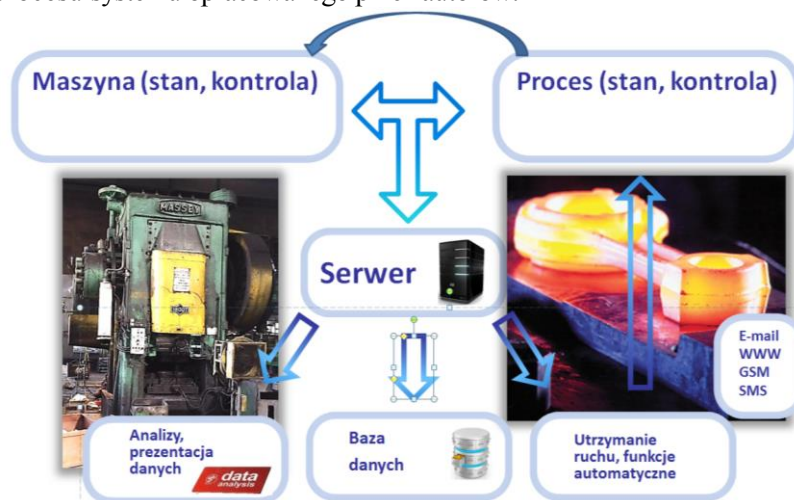 Maszyna (stan, kontrola)
Proces (stan, kontrola)
MASSEY
Serwer
E-mail
WWW
GSM
SMS
Analizy,
prezentacja
danych
data
analysis
Baza
danych
Utrzymanie
ruchu, funkcje
automatyczne